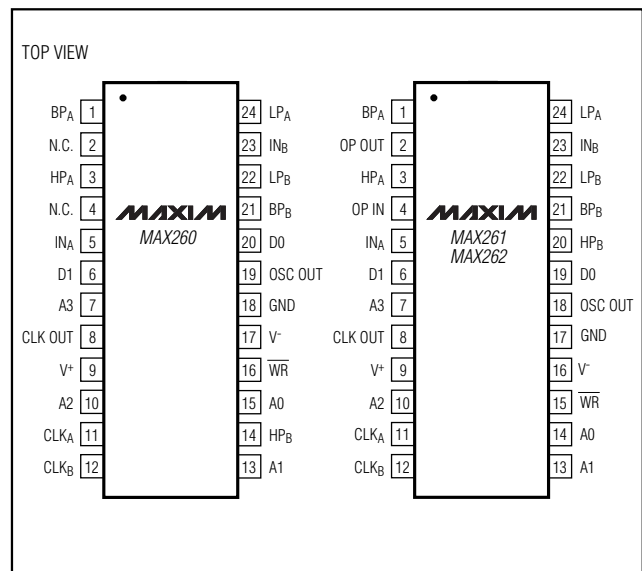 TOP VIEW
BPA 1 24 LPA
N.C. 2 23 INB
HPA 3 22 LPB
N.C. 4 21 BPB
INA 5 20 D0
D1 6 19 OSC OUT
A3 7 18 GND
CLK OUT 8 17 V-
V+ 9 16 WR
A2 10 15 A0
CLKA 11 14 HPB
CLKB 12 13 A1
MAXIM
MAX260
BPA 1 24 LPA
OP OUT 2 23 INB
HPA 3 22 LPB
OP IN 4 21 BPB
INA 5 20 HPB
D1 6 19 D0
A3 7 18 OSC OUT
CLK OUT 8 17 GND
V+ 9 16 V-
A2 10 15 WR
CLKA 11 14 A0
CLKB 12 13 A1
MAXIM
MAX261
MAX262